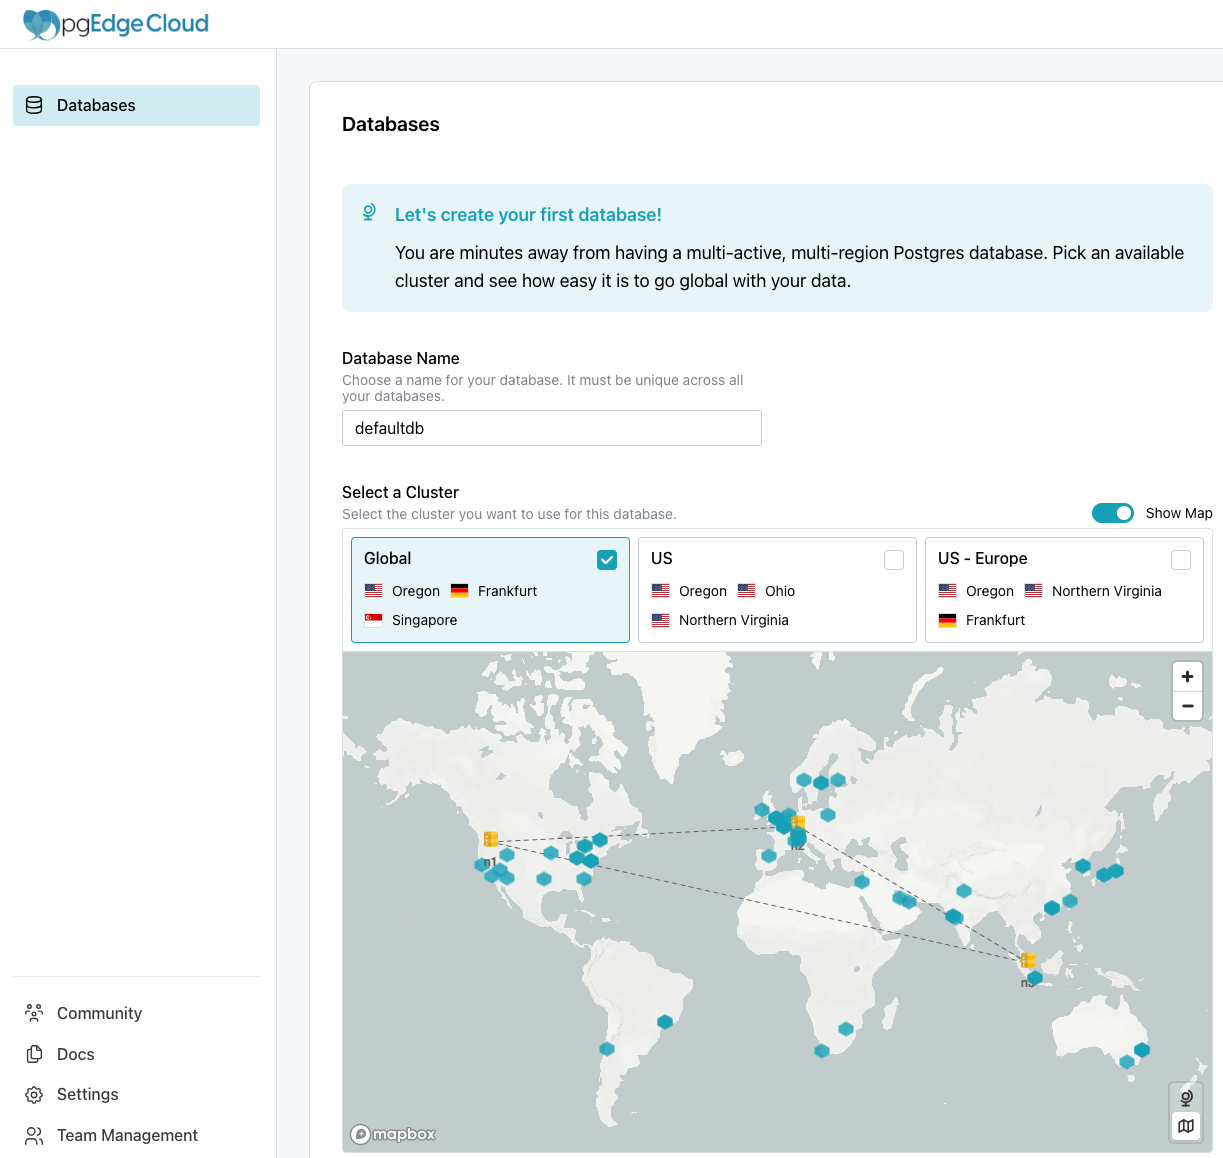 pgEdge Cloud
Databases
Databases
Let's create your first database!
You are minutes away from having a multi-active, multi-region Postgres database. Pick an available
cluster and see how easy it is to go global with your data.
Database Name
Choose a name for your database. It must be unique across all
your databases.
defaultdb
Select a Cluster
Select the cluster you want to use for this database.
Show Map
Global
Oregon Frankfurt
Singapore
US
Oregon Ohio
Northern Virginia
US - Europe
Oregon Northern Virginia
Frankfurt
+
−
n1
n2
n3
mapbox
Community
Docs
Settings
Team Management